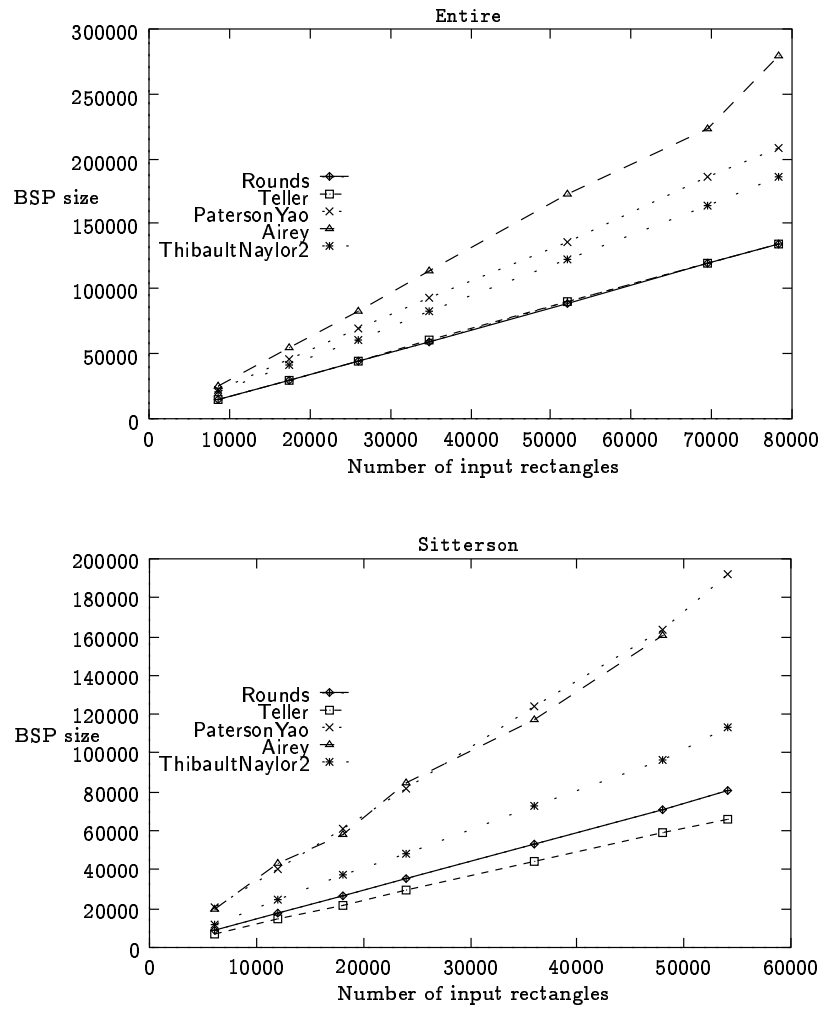 Entire
300000
250000
200000
150000
100000
50000
0
BSP size
Rounds
Teller
PatersonYao
Airey
ThibaultNaylor2
0 10000 20000 30000 40000 50000 60000 70000 80000
Number of input rectangles
Sitterson
200000
180000
160000
140000
120000
100000
80000
60000
40000
20000
0
BSP size
Rounds
Teller
PatersonYao
Airey
ThibaultNaylor2
0 10000 20000 30000 40000 50000 60000
Number of input rectangles